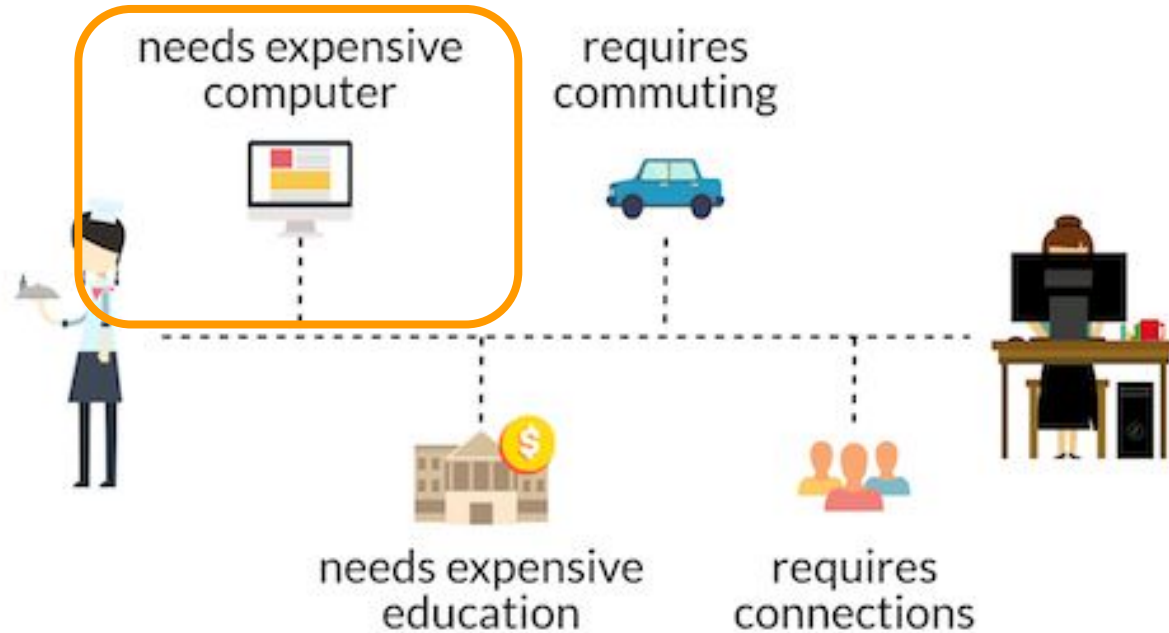 needs expensive
computer
requires
commuting
$
needs expensive
education
requires
connections